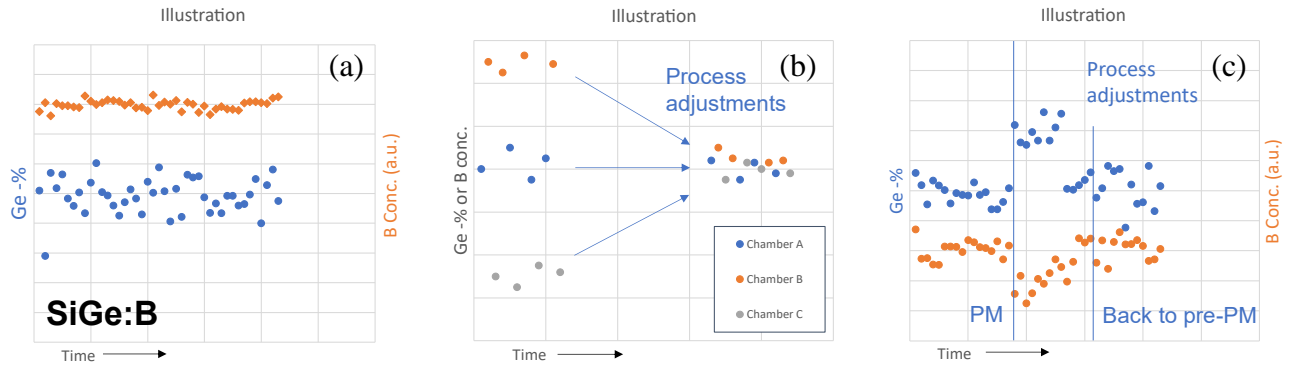 Illustration
(a)
Ge -%
B Conc. (a.u.)
SiGe:B
Time
Illustration
(b)
Process
adjustments
Ge -% or B conc.
Chamber A
Chamber B
Chamber C
Time
Illustration
(c)
Process
adjustments
Ge -%
B Conc. (a.u.)
PM
Back to pre-PM
Time